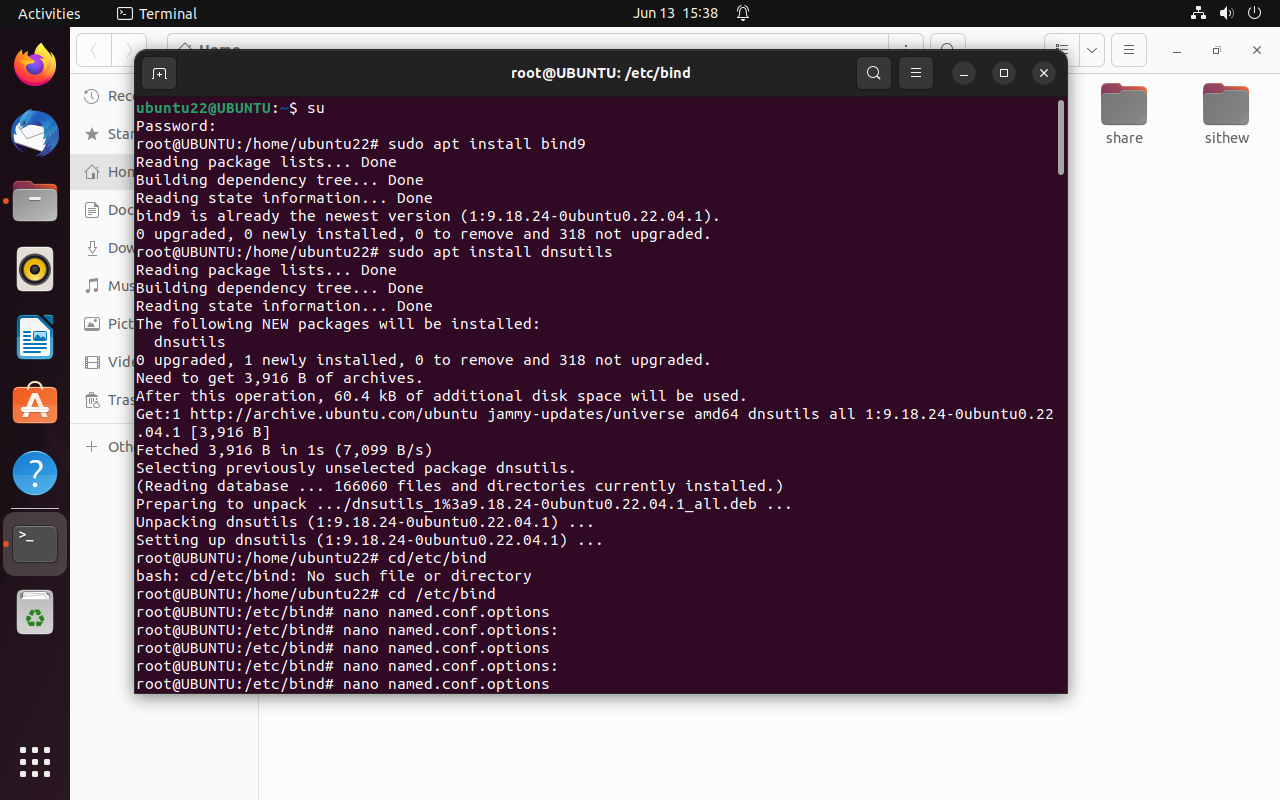 Activities
Terminal
Jun 13 15:38
Home
root@UBUNTU: /etc/bind
Rece
Star
Hom
Doc
Dow
Mus
Pict
Vide
Tras
Oth
share
sithew
ubuntu22@UBUNTU:~$ su
Password:
root@UBUNTU:/home/ubuntu22# sudo apt install bind9
Reading package lists... Done
Building dependency tree... Done
Reading state information... Done
bind9 is already the newest version (1:9.18.24-0ubuntu0.22.04.1).
0 upgraded, 0 newly installed, 0 to remove and 318 not upgraded.
root@UBUNTU:/home/ubuntu22# sudo apt install dnsutils
Reading package lists... Done
Building dependency tree... Done
Reading state information... Done
The following NEW packages will be installed:
  dnsutils
0 upgraded, 1 newly installed, 0 to remove and 318 not upgraded.
Need to get 3,916 B of archives.
After this operation, 60.4 kB of additional disk space will be used.
Get:1 http://archive.ubuntu.com/ubuntu jammy-updates/universe amd64 dnsutils all 1:9.18.24-0ubuntu0.22
.04.1 [3,916 B]
Fetched 3,916 B in 1s (7,099 B/s)
Selecting previously unselected package dnsutils.
(Reading database ... 166060 files and directories currently installed.)
Preparing to unpack .../dnsutils_1%3a9.18.24-0ubuntu0.22.04.1_all.deb ...
Unpacking dnsutils (1:9.18.24-0ubuntu0.22.04.1) ...
Setting up dnsutils (1:9.18.24-0ubuntu0.22.04.1) ...
root@UBUNTU:/home/ubuntu22# cd/etc/bind
bash: cd/etc/bind: No such file or directory
root@UBUNTU:/home/ubuntu22# cd /etc/bind
root@UBUNTU:/etc/bind# nano named.conf.options
root@UBUNTU:/etc/bind# nano named.conf.options:
root@UBUNTU:/etc/bind# nano named.conf.options
root@UBUNTU:/etc/bind# nano named.conf.options:
root@UBUNTU:/etc/bind# nano named.conf.options